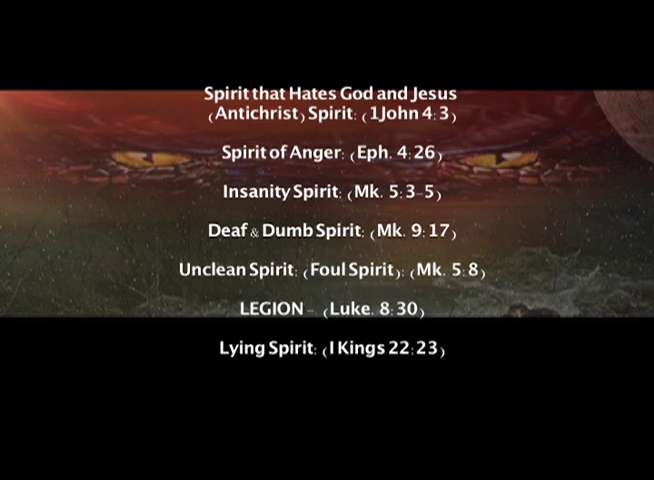 Spirit that Hates God and Jesus
(Antichrist) Spirit: (1John 4:3)
Spirit of Anger: (Eph. 4:26)
Insanity Spirit: (Mk. 5:3-5)
Deaf & Dumb Spirit: (Mk. 9:17)
Unclean Spirit: (Foul Spirit): (Mk. 5:8)
LEGION - (Luke. 8:30)
Lying Spirit: (I Kings 22:23)